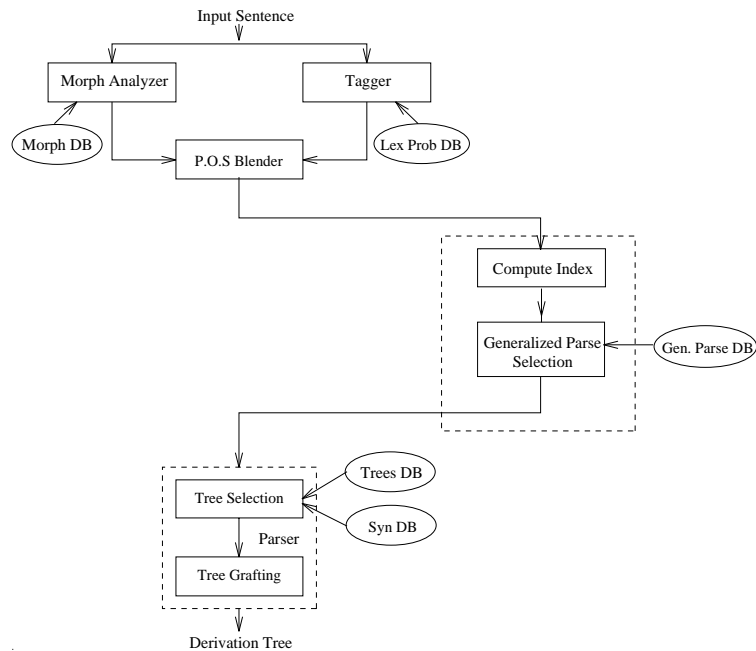 Input Sentence
Morph Analyzer
Tagger
Morph DB
Lex Prob DB
P.O.S Blender
Compute Index
Generalized Parse
Selection
Gen. Parse DB
Trees DB
Tree Selection
Syn DB
Parser
Tree Grafting
Derivation Tree